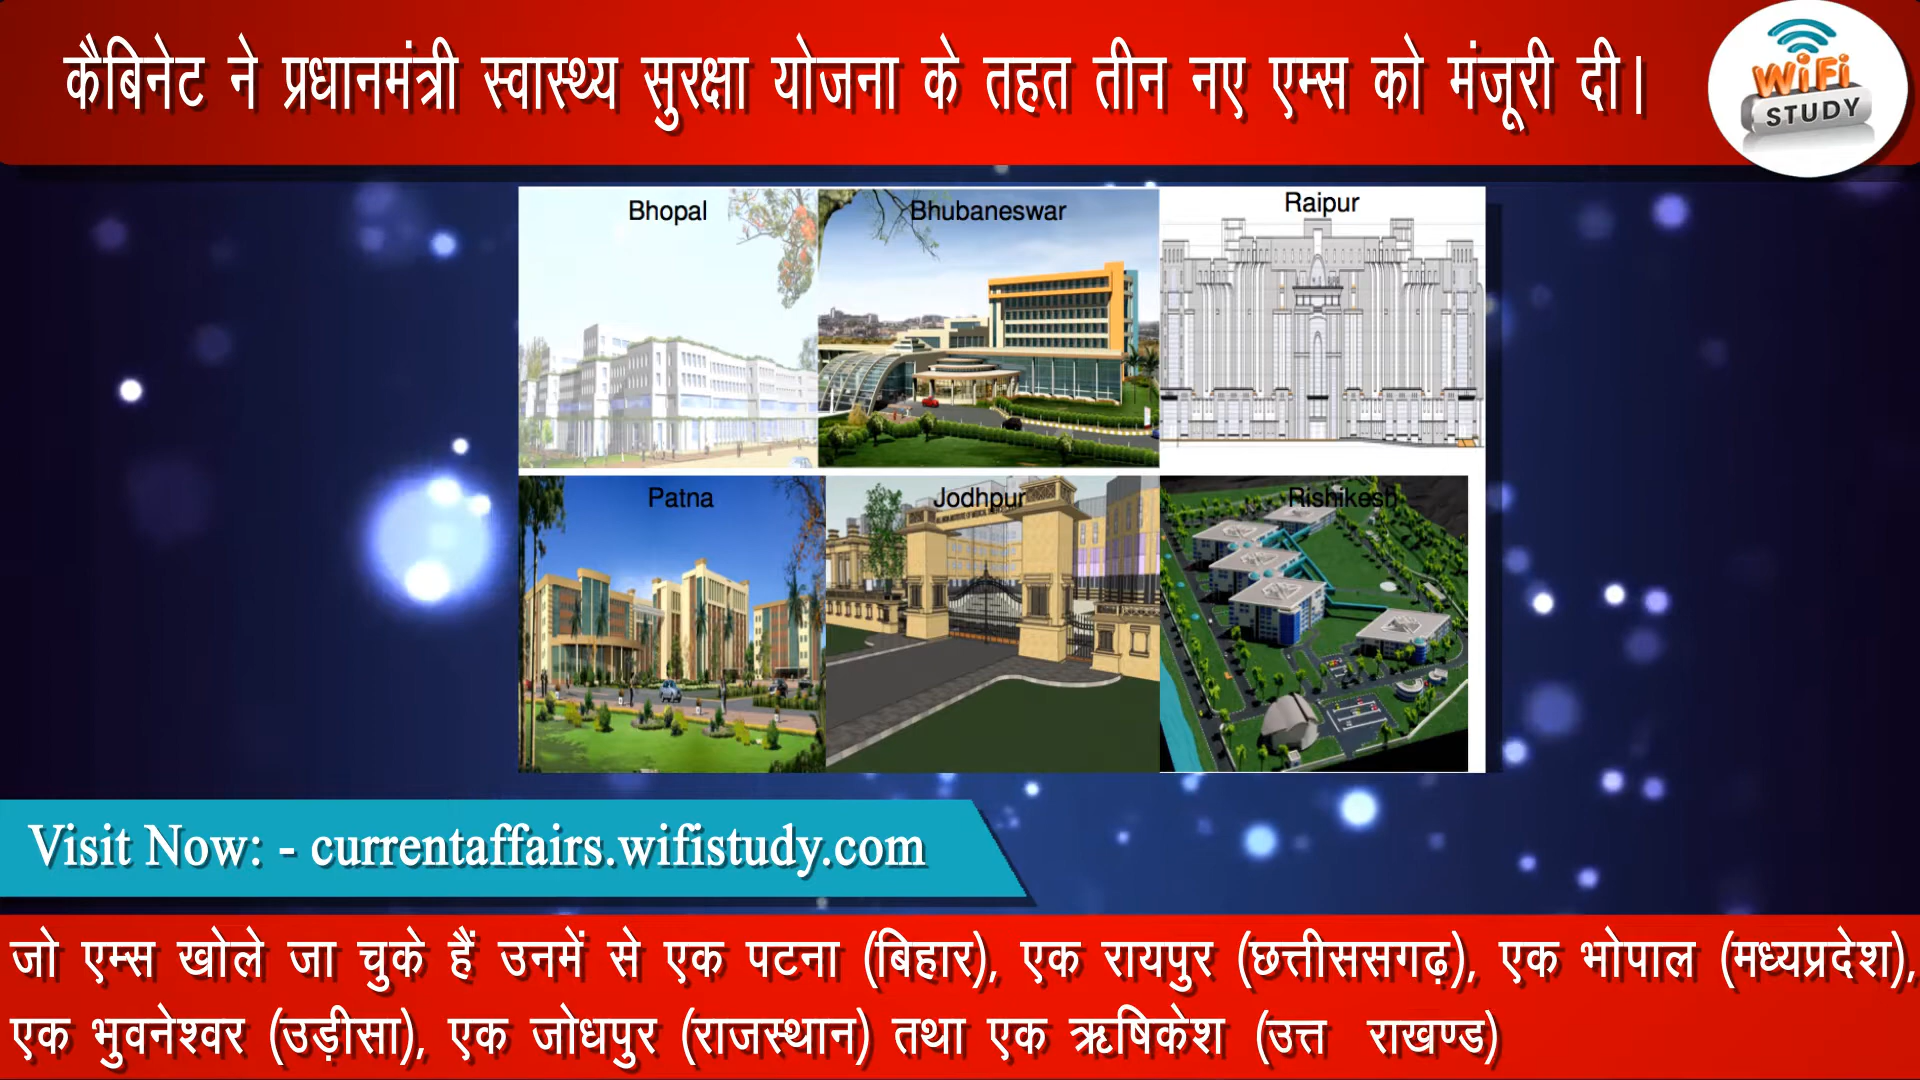 कैबिनेट ने प्रधानमंत्री स्वास्थ्य सुरक्षा योजना के तहत तीन नए एम्स को मंजूरी दी।
WiFi
STUDY
Bhopal
Bhubaneswar
Raipur
Patna
Jodhpur
Rishikesh
Visit Now: - currentaffairs.wifistudy.com
जो एम्स खोले जा चुके हैं उनमें से एक पटना (बिहार), एक रायपुर (छत्तीससगढ़), एक भोपाल (मध्यप्रदेश),
एक भुवनेश्वर (उड़ीसा), एक जोधपुर (राजस्थान) तथा एक ऋषिकेश (उत्त राखण्ड)